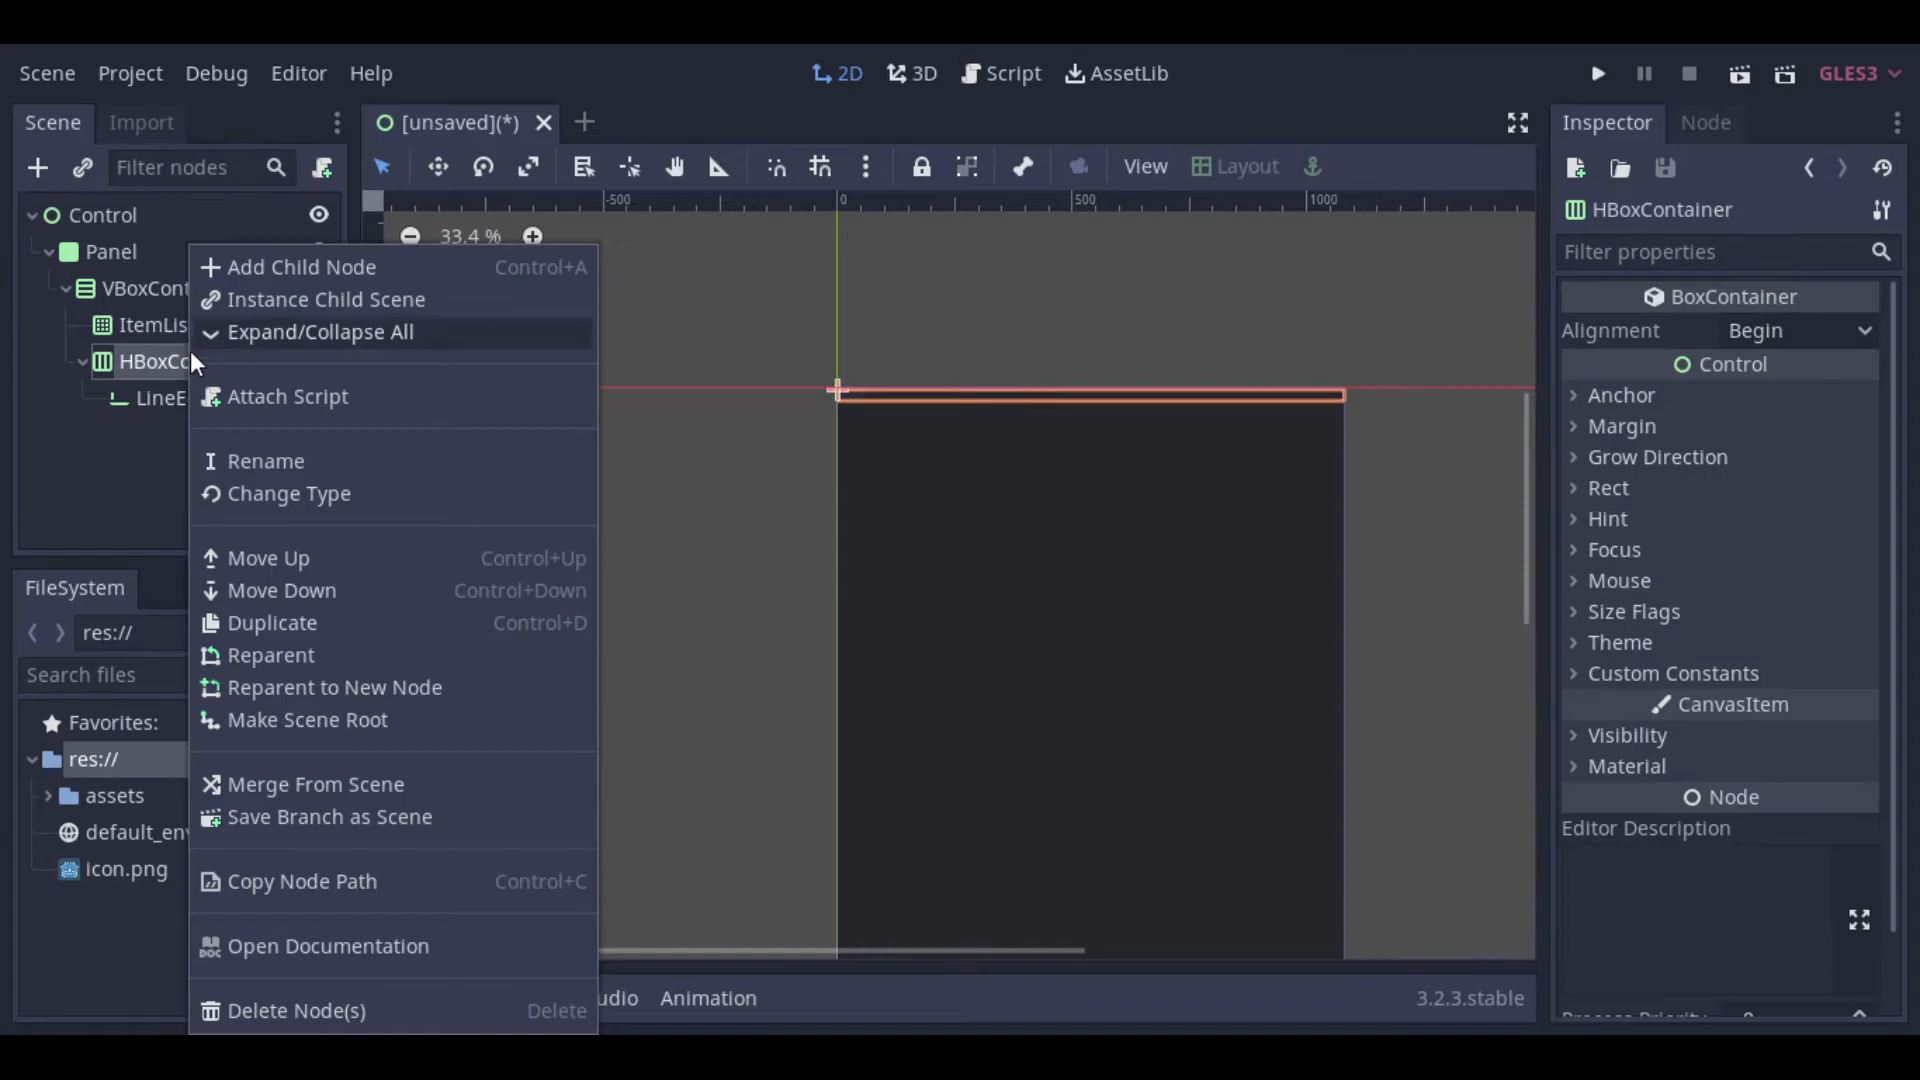 Scene Project Debug Editor Help 2D 3D Script AssetLib GLES3
Scene Import [unsaved](*) Inspector Node
Filter nodes View Layout
-500 0 500 1000
33.4 %
Control
Panel
VBoxCont
ItemLis
HBoxCo
LineE
Add Child Node Control+A
Instance Child Scene
Expand/Collapse All
Attach Script
Rename
Change Type
Move Up Control+Up
Move Down Control+Down
Duplicate Control+D
Reparent
Reparent to New Node
Make Scene Root
Merge From Scene
Save Branch as Scene
Copy Node Path Control+C
Open Documentation
Delete Node(s) Delete
FileSystem
res://
Search files
Favorites:
res://
assets
default_env
icon.png
udio Animation 3.2.3.stable
HBoxContainer
Filter properties
BoxContainer
Alignment Begin
Control
Anchor
Margin
Grow Direction
Rect
Hint
Focus
Mouse
Size Flags
Theme
Custom Constants
CanvasItem
Visibility
Material
Node
Editor Description
Process Priority 0